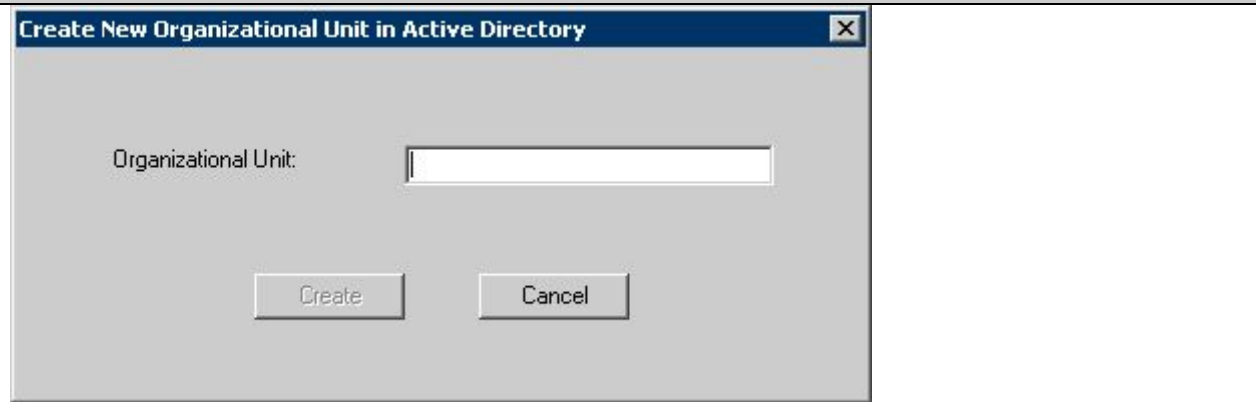 Create New Organizational Unit in Active Directory
Organizational Unit:
Create Cancel